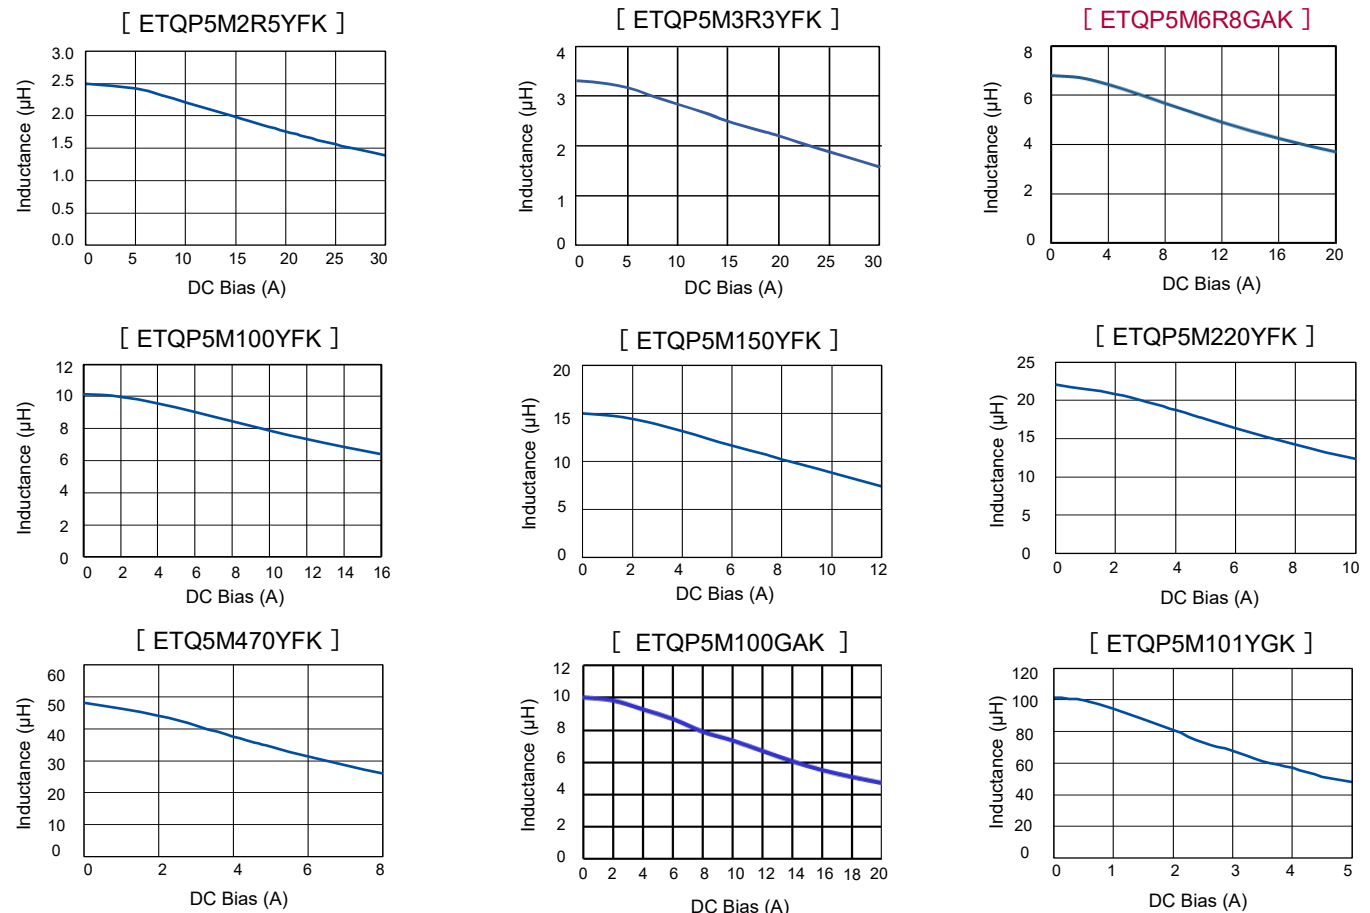 [ ETQP5M2R5YFK ]
3.0
2.5
2.0
1.5
1.0
0.5
0.0
Inductance (μH)
0 5 10 15 20 25 30
DC Bias (A)
[ ETQP5M3R3YFK ]
4
3
2
1
0
Inductance (μH)
0 5 10 15 20 25 30
DC Bias (A)
[ ETQP5M6R8GAK ]
8
6
4
2
0
Inductance (μH)
0 4 8 12 16 20
DC Bias (A)
[ ETQP5M100YFK ]
12
10
8
6
4
2
0
Inductance (μH)
0 2 4 6 8 10 12 14 16
DC Bias (A)
[ ETQP5M150YFK ]
20
15
10
5
0
Inductance (μH)
0 2 4 6 8 10 12
DC Bias (A)
[ ETQP5M220YFK ]
25
20
15
10
5
0
Inductance (μH)
0 2 4 6 8 10
DC Bias (A)
[ ETQ5M470YFK ]
60
50
40
30
20
10
0
Inductance (μH)
0 2 4 6 8
DC Bias (A)
[ ETQP5M100GAK ]
12
10
8
6
4
2
0
Inductance (μH)
0 2 4 6 8 10 12 14 16 18 20
DC Bias (A)
[ ETQP5M101YGK ]
120
100
80
60
40
20
0
Inductance (μH)
0 1 2 3 4 5
DC Bias (A)